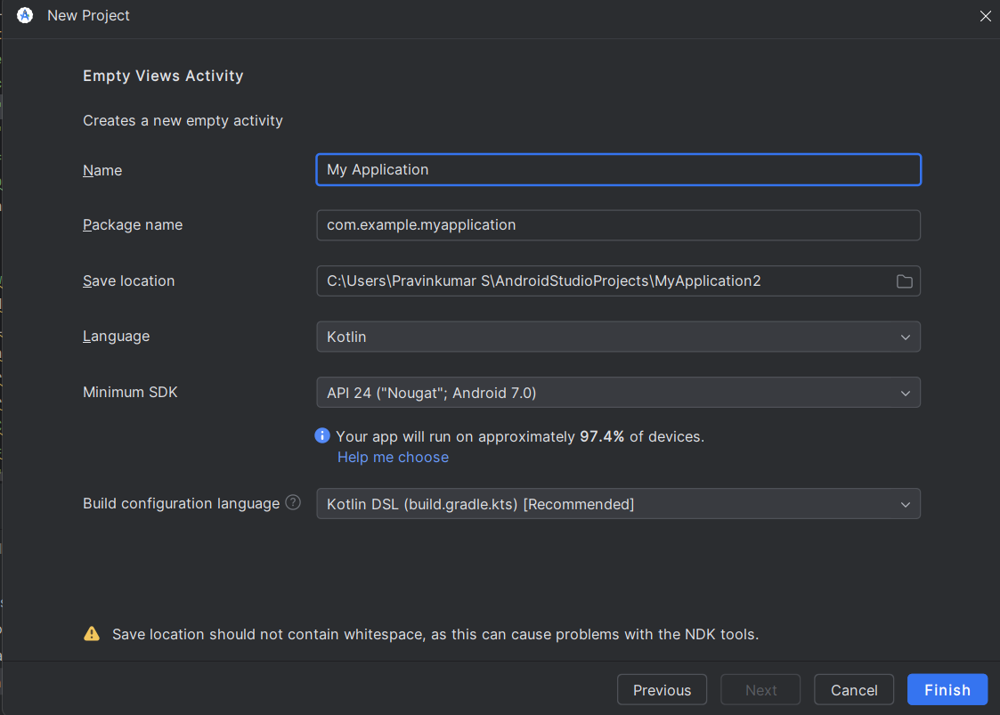 New Project
Empty Views Activity
Creates a new empty activity
Name
My Application
Package name
com.example.myapplication
Save location
C:\Users\Pravinkumar S\AndroidStudioProjects\MyApplication2
Language
Kotlin
Minimum SDK
API 24 ("Nougat"; Android 7.0)
Your app will run on approximately 97.4% of devices.
Help me choose
Build configuration language ?
Kotlin DSL (build.gradle.kts) [Recommended]
Save location should not contain whitespace, as this can cause problems with the NDK tools.
Previous
Next
Cancel
Finish